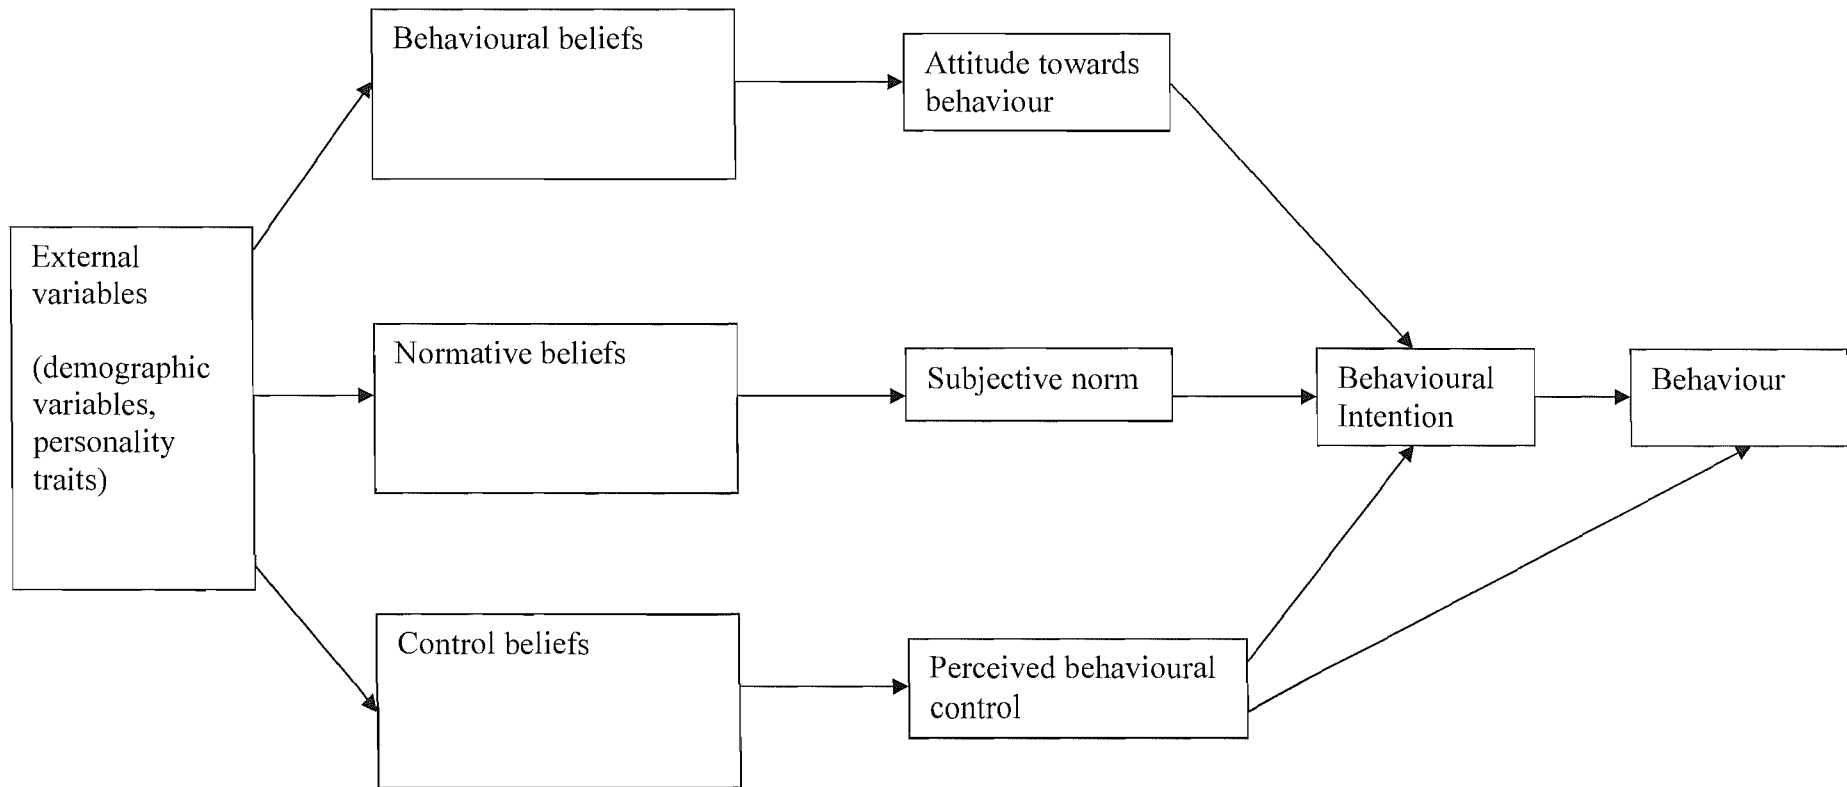 Behavioural beliefs
Attitude towards
behaviour
External
variables
(demographic
variables,
personality
traits)
Normative beliefs
Subjective norm
Behavioural
Intention
Behaviour
Control beliefs
Perceived behavioural
control